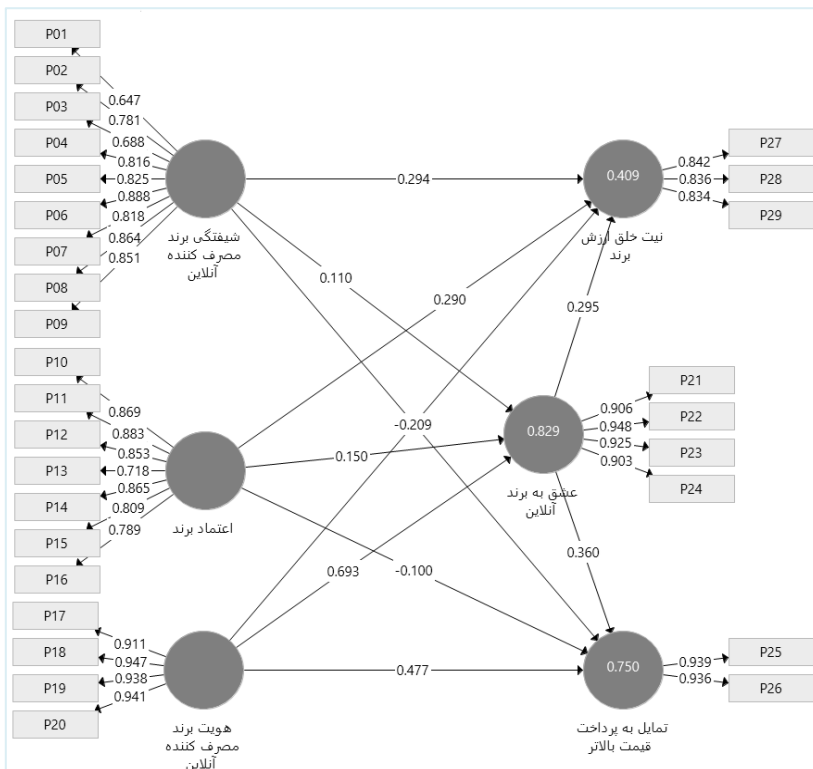 P01
P02
P03
P04
P05
P06
P07
P08
P09
0.647
0.781
0.688
0.816
0.825
0.888
0.818
0.864
0.851
شیفتگی برند
مصرف کننده
آنلاین
0.294
0.110
0.290
-0.209
0.409
نیت خلق ارزش
برند
0.842
0.836
0.834
P27
P28
P29
0.295
P10
P11
P12
P13
P14
P15
P16
0.869
0.883
0.853
0.718
0.865
0.809
0.789
اعتماد برند
0.150
-0.100
0.829
عشق به برند
آنلاین
0.906
0.948
0.925
0.903
P21
P22
P23
P24
0.360
P17
P18
P19
P20
0.911
0.947
0.938
0.941
هویت برند
مصرف کننده
آنلاین
0.693
0.477
0.750
تمایل به پرداخت
قیمت بالاتر
0.939
0.936
P25
P26